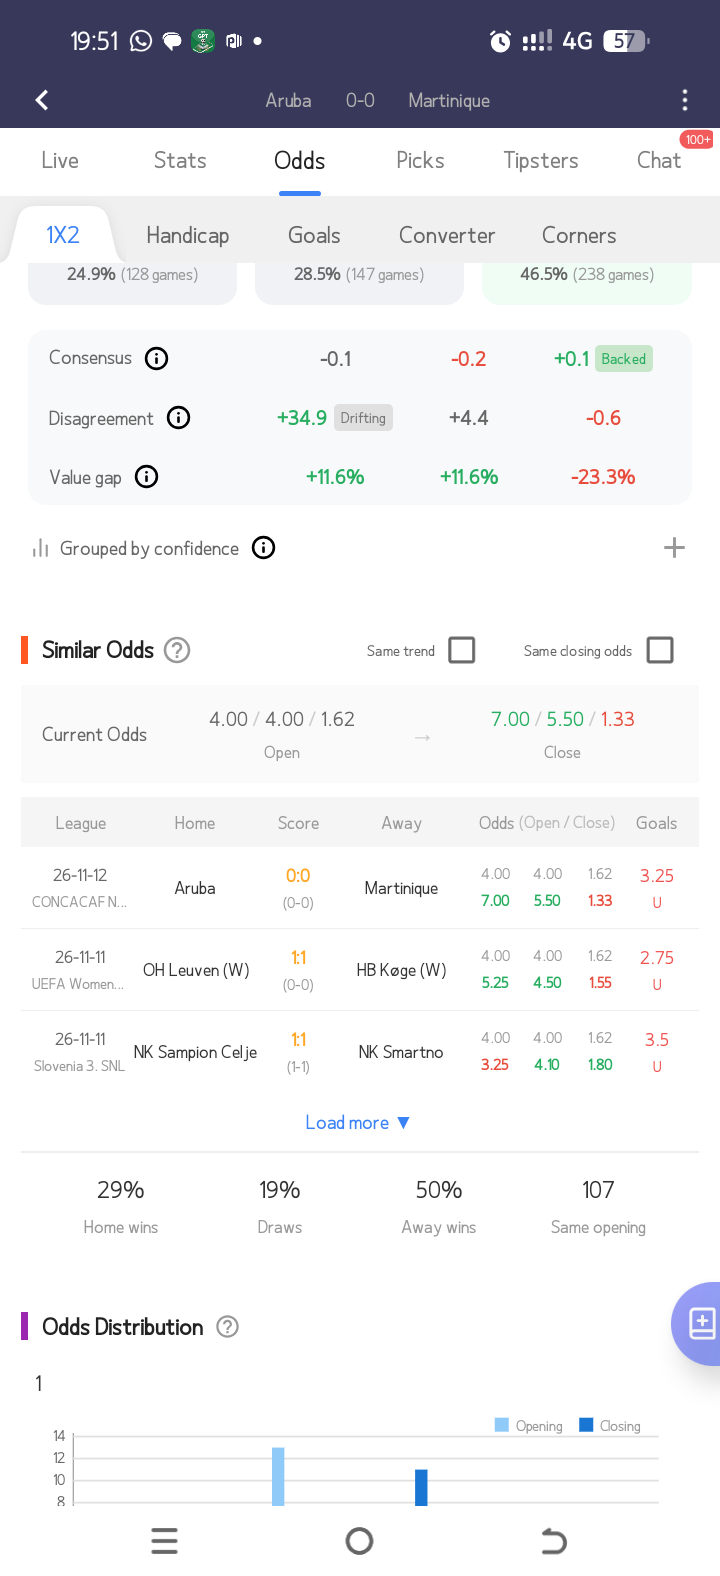 19:51 4G 57
Aruba 0-0 Martinique
100+
Live Stats Odds Picks Tipsters Chat
1X2 Handicap Goals Converter Corners
24.9% (128 games) 28.5% (147 games) 46.5% (238 games)
Consensus -0.1 -0.2 +0.1 Backed
Disagreement +34.9 Drifting +4.4 -0.6
Value gap +11.6% +11.6% -23.3%
Grouped by confidence
Similar Odds Same trend Same closing odds
4.00 / 4.00 / 1.62 7.00 / 5.50 / 1.33
Current Odds →
Open Close
League Home Score Away Odds (Open / Close) Goals
26-11-12 0:0 4.00 4.00 1.62 3.25
Aruba Martinique
CONCACAF N... (0-0) 7.00 5.50 1.33 U
26-11-11 1:1 4.00 4.00 1.62 2.75
OH Leuven (W) HB Køge (W)
UEFA Women... (0-0) 5.25 4.50 1.55 U
26-11-11 1:1 4.00 4.00 1.62 3.5
NK Sampion Celje NK Smartno
Slovenia 3. SNL (1-1) 3.25 4.10 1.80 U
Load more ▼
29% 19% 50% 107
Home wins Draws Away wins Same opening
Odds Distribution
1
Opening Closing
14
12
10
8